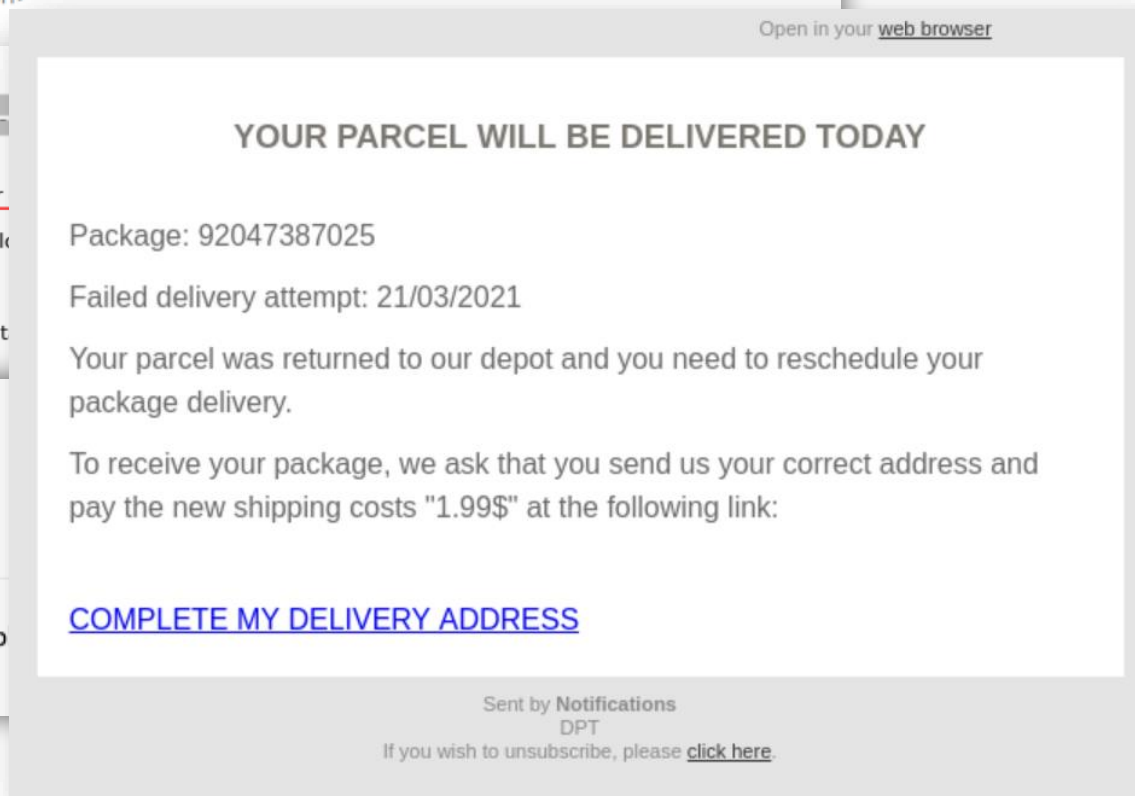 Open in your web browser
YOUR PARCEL WILL BE DELIVERED TODAY
Package: 92047387025
Failed delivery attempt: 21/03/2021
Your parcel was returned to our depot and you need to reschedule your
package delivery.
To receive your package, we ask that you send us your correct address and
pay the new shipping costs "1.99$" at the following link:
COMPLETE MY DELIVERY ADDRESS
Sent by Notifications
DPT
If you wish to unsubscribe, please click here.